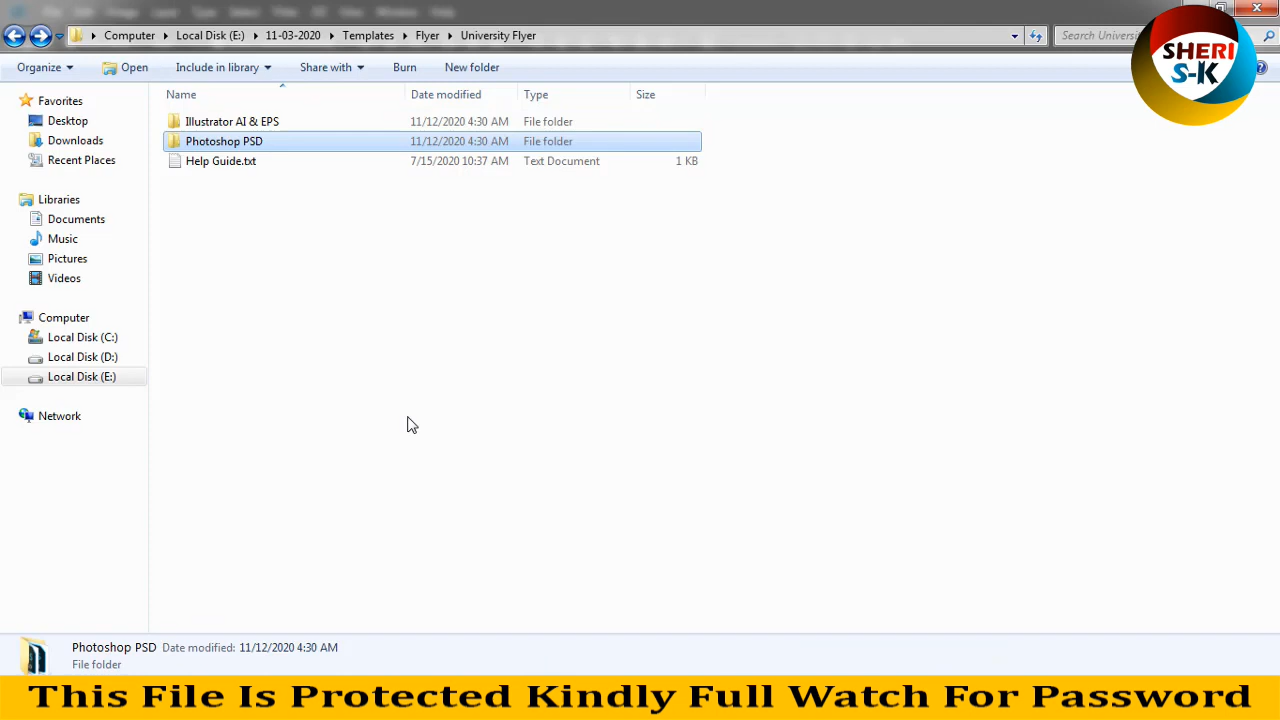 Computer Local Disk (E:) 11-03-2020 Templates Flyer University Flyer
Search
SHERI
S-K
Organize Open Include in library Share with Burn New folder
Name Date modified Type Size
Favorites
Desktop
Downloads
Recent Places
Libraries
Documents
Music
Pictures
Videos
Computer
Local Disk (C:)
Local Disk (D:)
Local Disk (E:)
Network
Illustrator AI & EPS 11/12/2020 4:30 AM File folder
Photoshop PSD 11/12/2020 4:30 AM File folder
Help Guide.txt 7/15/2020 10:37 AM Text Document 1 KB
Photoshop PSD Date modified: 11/12/2020 4:30 AM
File folder
This File Is Protected Kindly Full Watch For Password